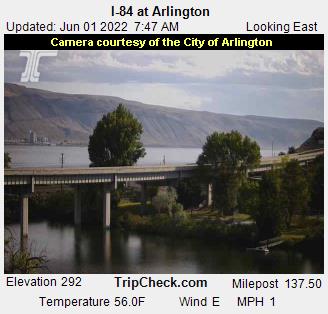 I-84 at Arlington
Updated: Jun 01 2022 7:47 AM Looking East
Camera courtesy of the City of Arlington
Elevation 292 TripCheck.com Milepost 137.50
Temperature 56.0F Wind E MPH 1